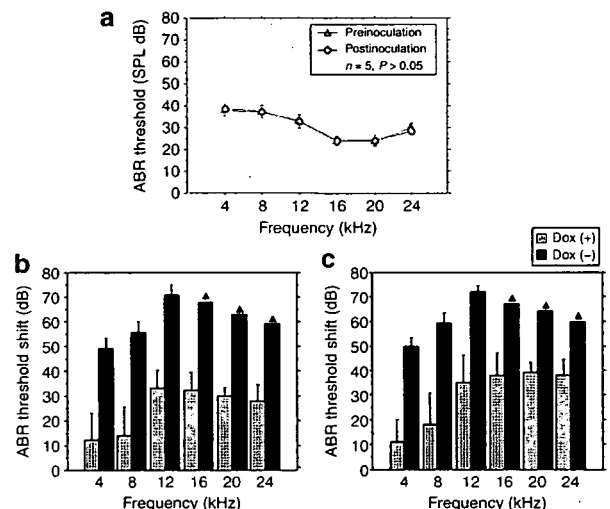 a
ABR threshold (SPL dB)
80
70
60
50
40
30
20
10
0
Preinoculation
Postinoculation
n = 5, P > 0.05
4 8 12 16 20 24
Frequency (kHz)
Dox (+)
Dox (–)
b
ABR threshold shift (dB)
80
70
60
50
40
30
20
10
0
4 8 12 16 20 24
Frequency (kHz)
c
ABR threshold shift (dB)
80
70
60
50
40
30
20
10
0
4 8 12 16 20 24
Frequency (kHz)